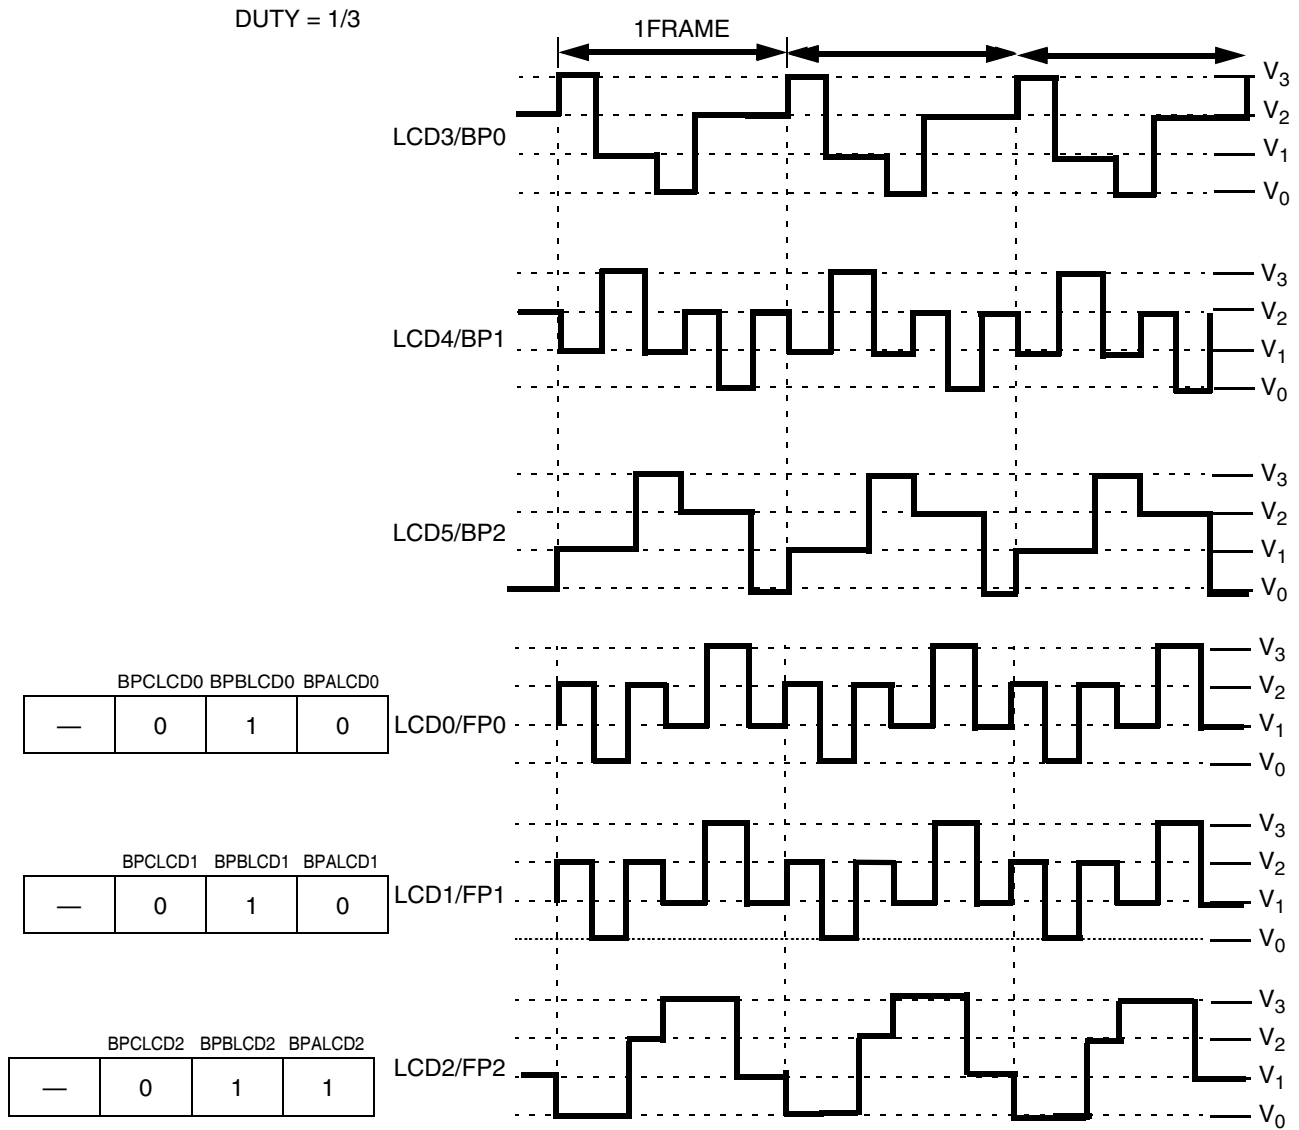 DUTY = 1/3
1FRAME
LCD3/BP0
V3
V2
V1
V0
LCD4/BP1
V3
V2
V1
V0
LCD5/BP2
V3
V2
V1
V0
BPCLCD0 BPBLCD0 BPALCD0
— 0 1 0
LCD0/FP0
V3
V2
V1
V0
BPCLCD1 BPBLCD1 BPALCD1
— 0 1 0
LCD1/FP1
V3
V2
V1
V0
BPCLCD2 BPBLCD2 BPALCD2
— 0 1 1
LCD2/FP2
V3
V2
V1
V0